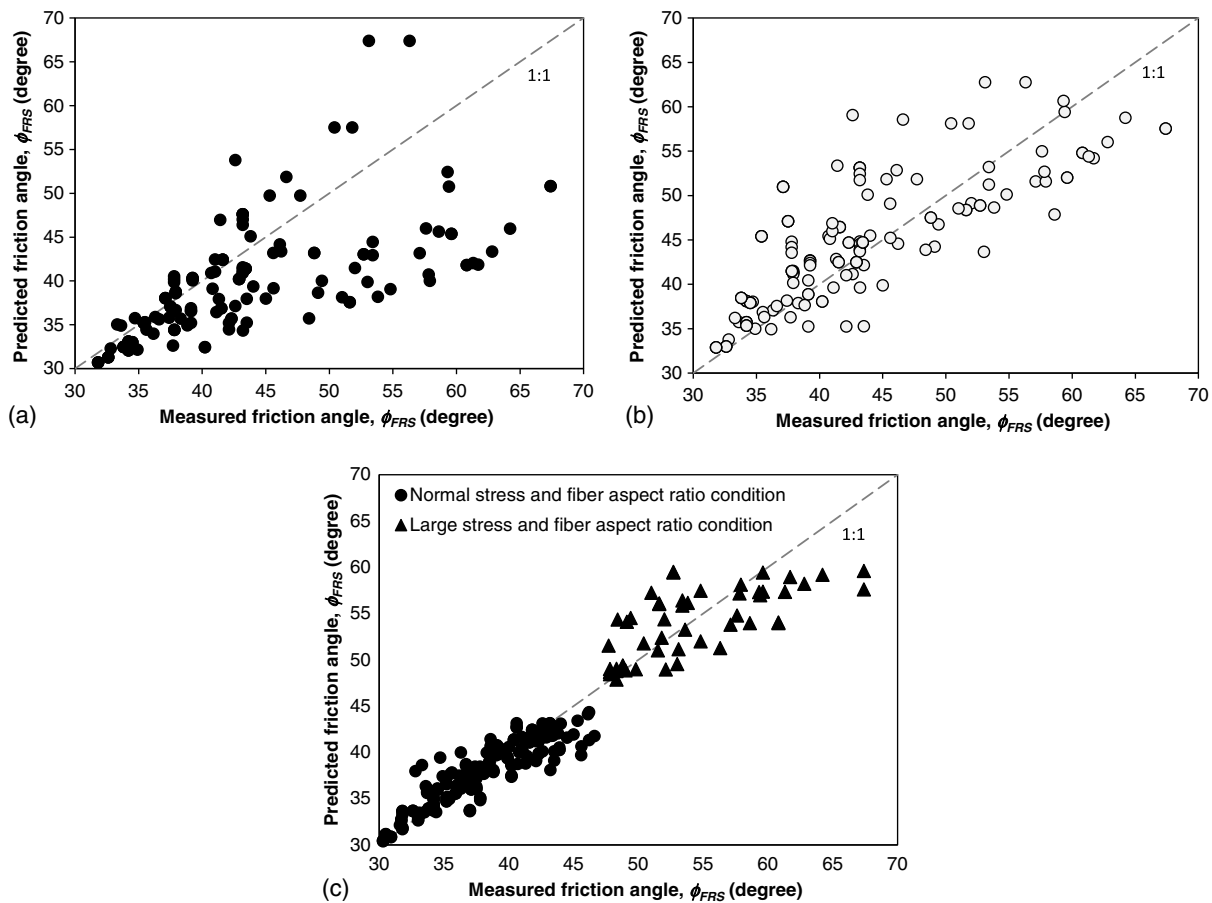 70
65
60
55
50
45
40
35
30
Predicted friction angle, ϕFRS (degree)
1:1
30 35 40 45 50 55 60 65 70
(a)
Measured friction angle, ϕFRS (degree)
70
65
60
55
50
45
40
35
30
Predicted friction angle, ϕFRS (degree)
1:1
30 35 40 45 50 55 60 65 70
(b)
Measured friction angle, ϕFRS (degree)
70
65
60
55
50
45
40
35
30
Predicted friction angle, ϕFRS (degree)
Normal stress and fiber aspect ratio condition
Large stress and fiber aspect ratio condition
1:1
30 35 40 45 50 55 60 65 70
(c)
Measured friction angle, ϕFRS (degree)